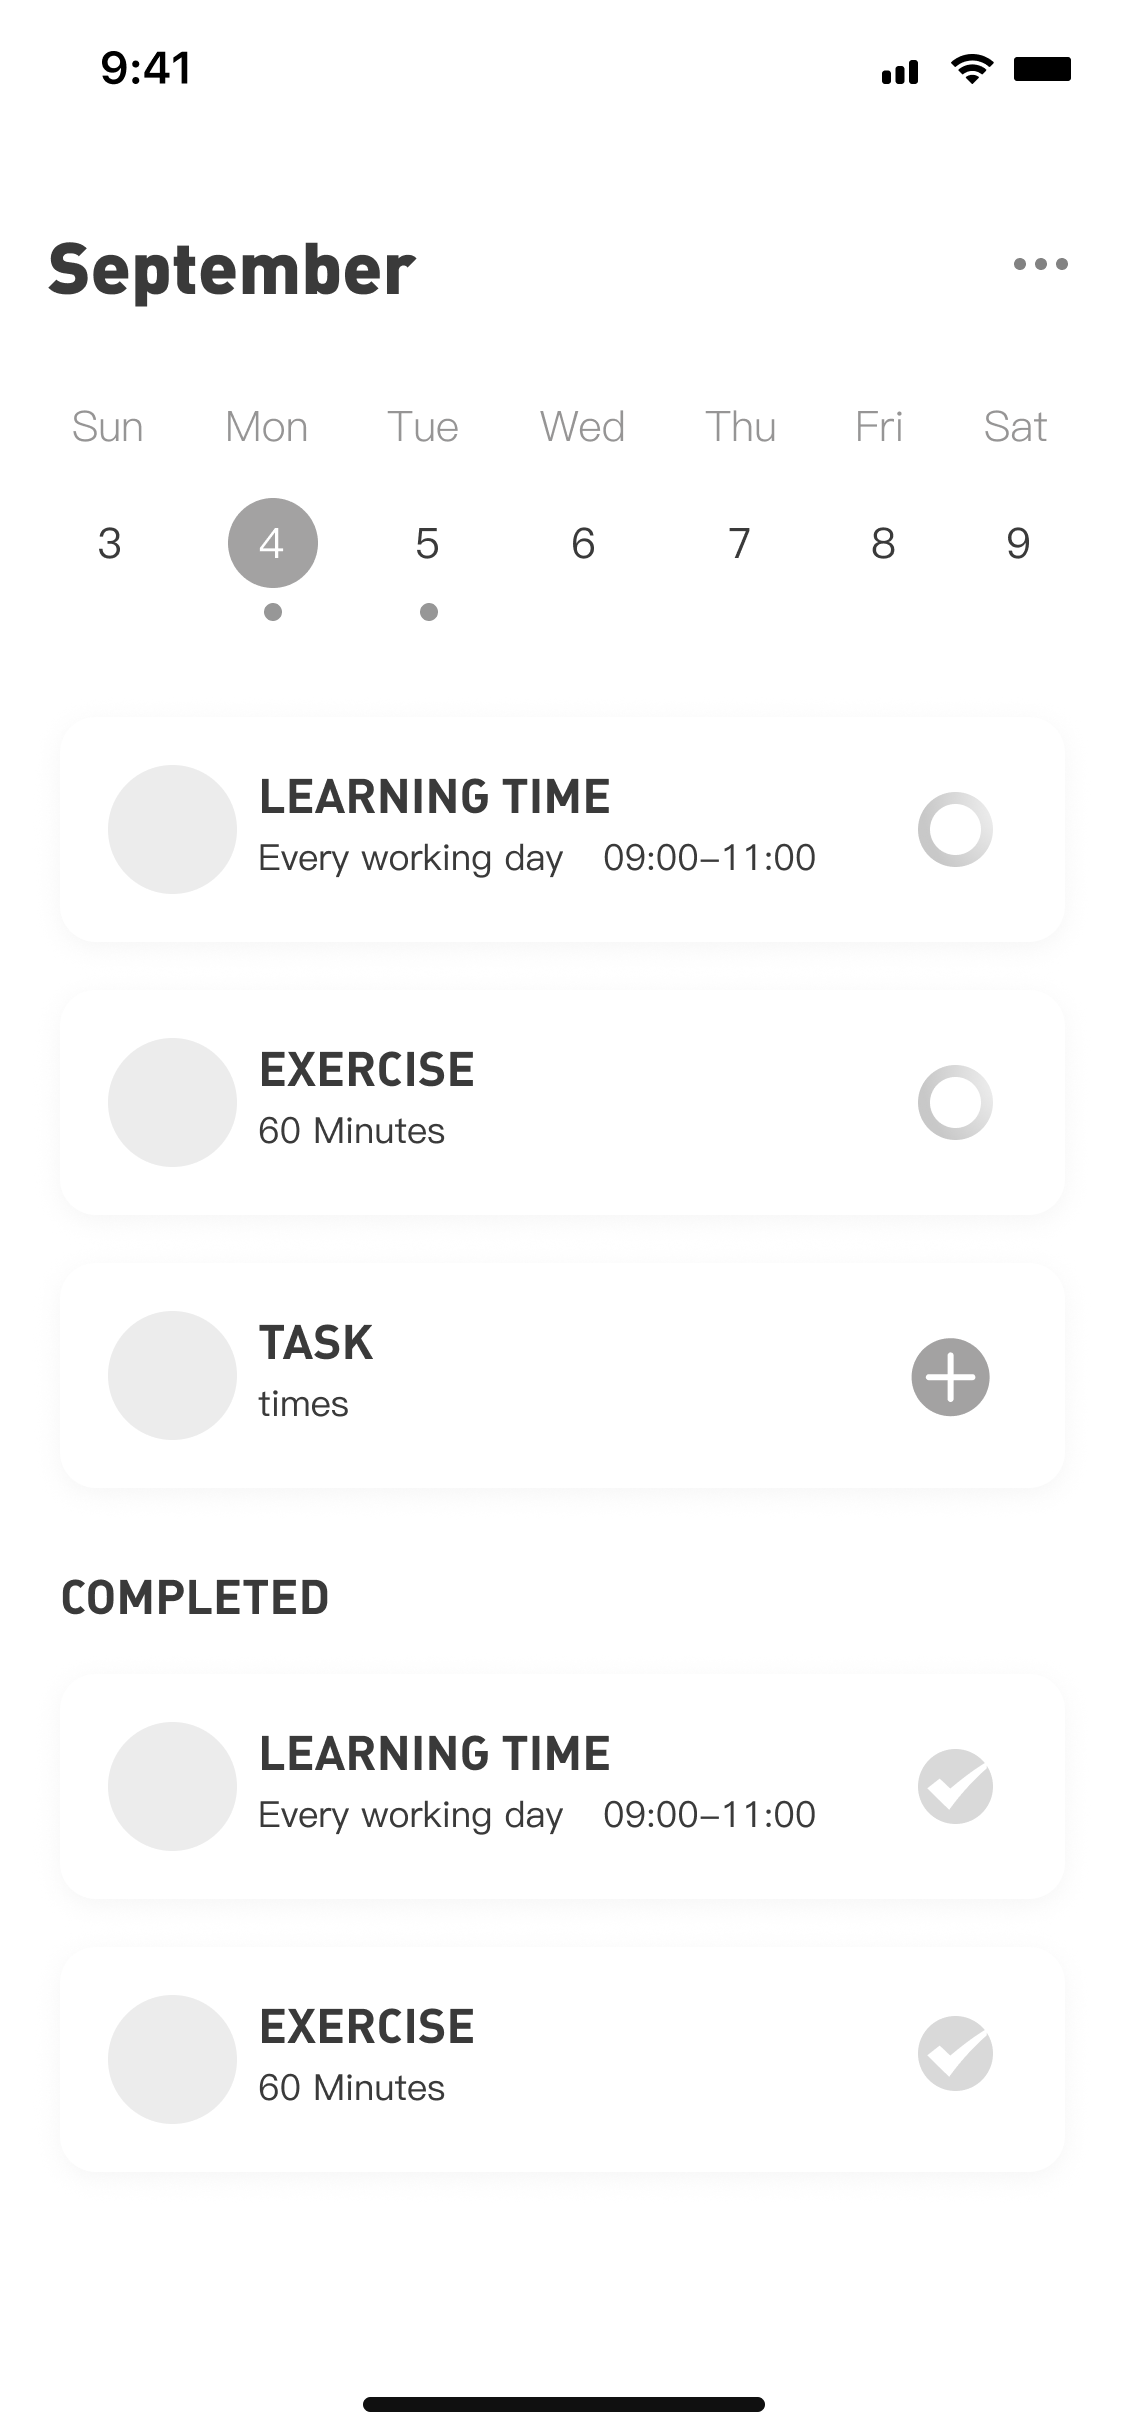 9:41
September
Sun Mon Tue Wed Thu Fri Sat
3 4 5 6 7 8 9
LEARNING TIME
Every working day 09:00–11:00
EXERCISE
60 Minutes
TASK
times
COMPLETED
LEARNING TIME
Every working day 09:00–11:00
EXERCISE
60 Minutes